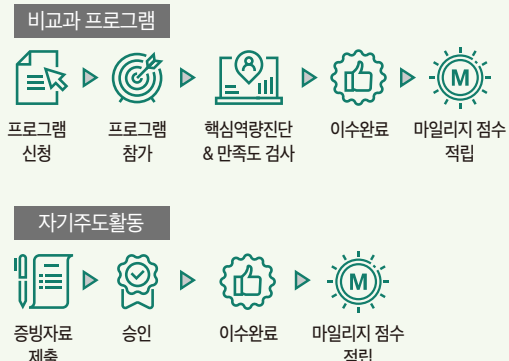 비교과 프로그램
프로그램 프로그램 핵심역량진단 이수완료 마일리지 점수
신청 참가 & 만족도 검사 적립
M
자기주도활동
증빙자료 승인 이수완료 마일리지 점수
제출 적립
M